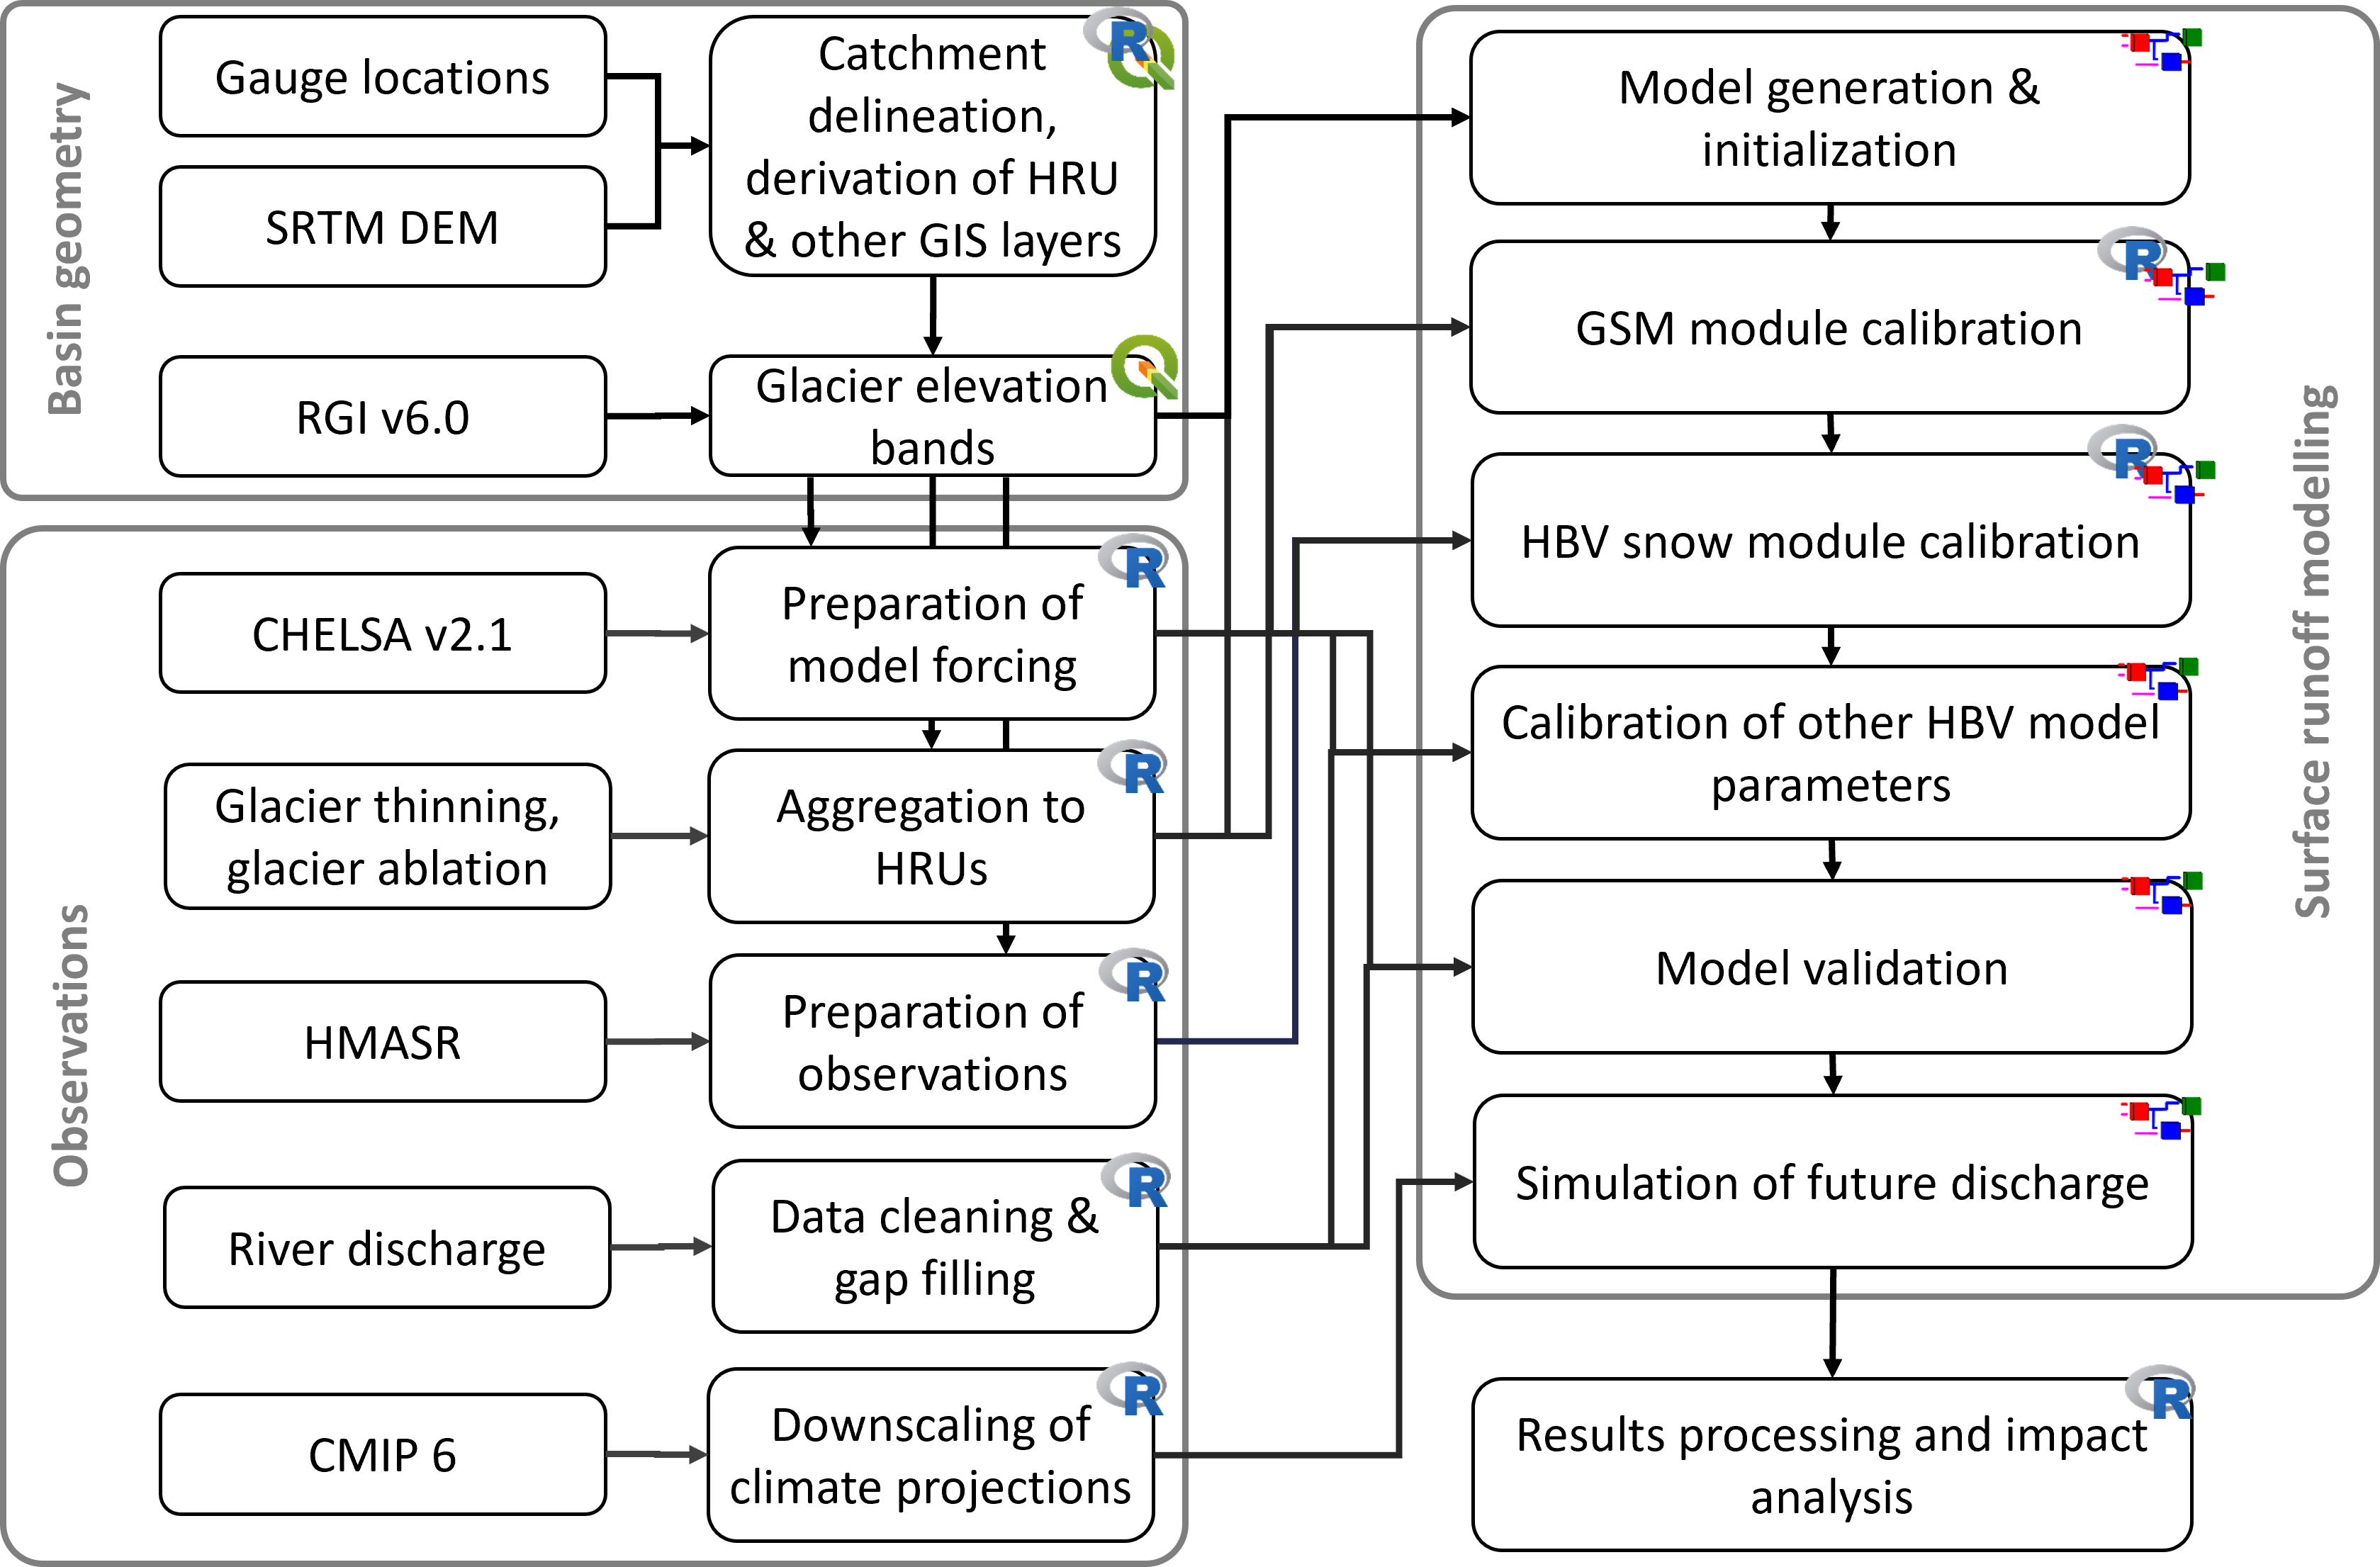 Basin geometry
Gauge locations
SRTM DEM
RGI v6.0
Catchment
delineation,
derivation of HRU
& other GIS layers
Glacier elevation
bands
Observations
CHELSA v2.1
Glacier thinning,
glacier ablation
HMASR
River discharge
CMIP 6
Preparation of
model forcing
Aggregation to
HRUs
Preparation of
observations
Data cleaning &
gap filling
Downscaling of
climate projections
Surface runoff modelling
Model generation &
initialization
GSM module calibration
HBV snow module calibration
Calibration of other HBV model
parameters
Model validation
Simulation of future discharge
Results processing and impact
analysis
R
R
R
R
R
R
R
R
R